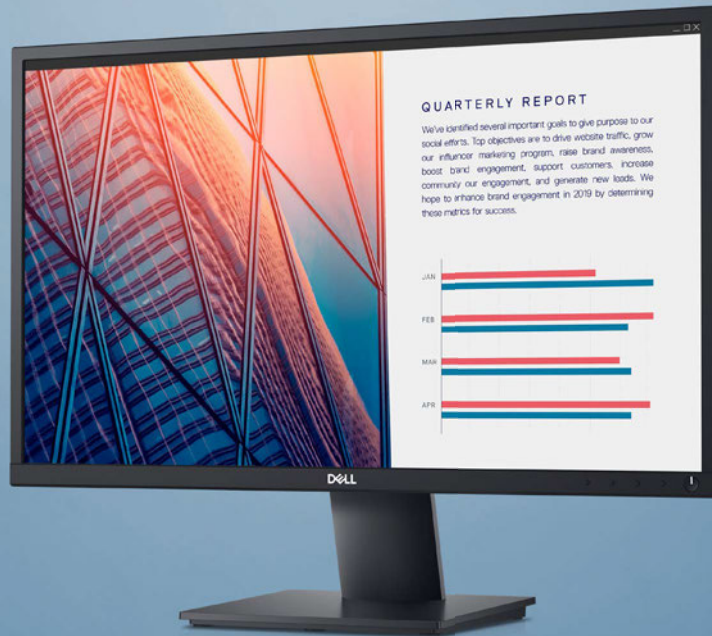 QUARTERLY REPORT
We've identified several important goals to give purpose to our
social efforts. Top objectives are to drive website traffic, grow
our influencer marketing program, raise brand awareness,
boost brand engagement, support customers, increase
community our engagement, and generate new leads. We
hope to enhance brand engagement in 2019 by determining
these metrics for success.
JAN
FEB
MAR
APR
DELL